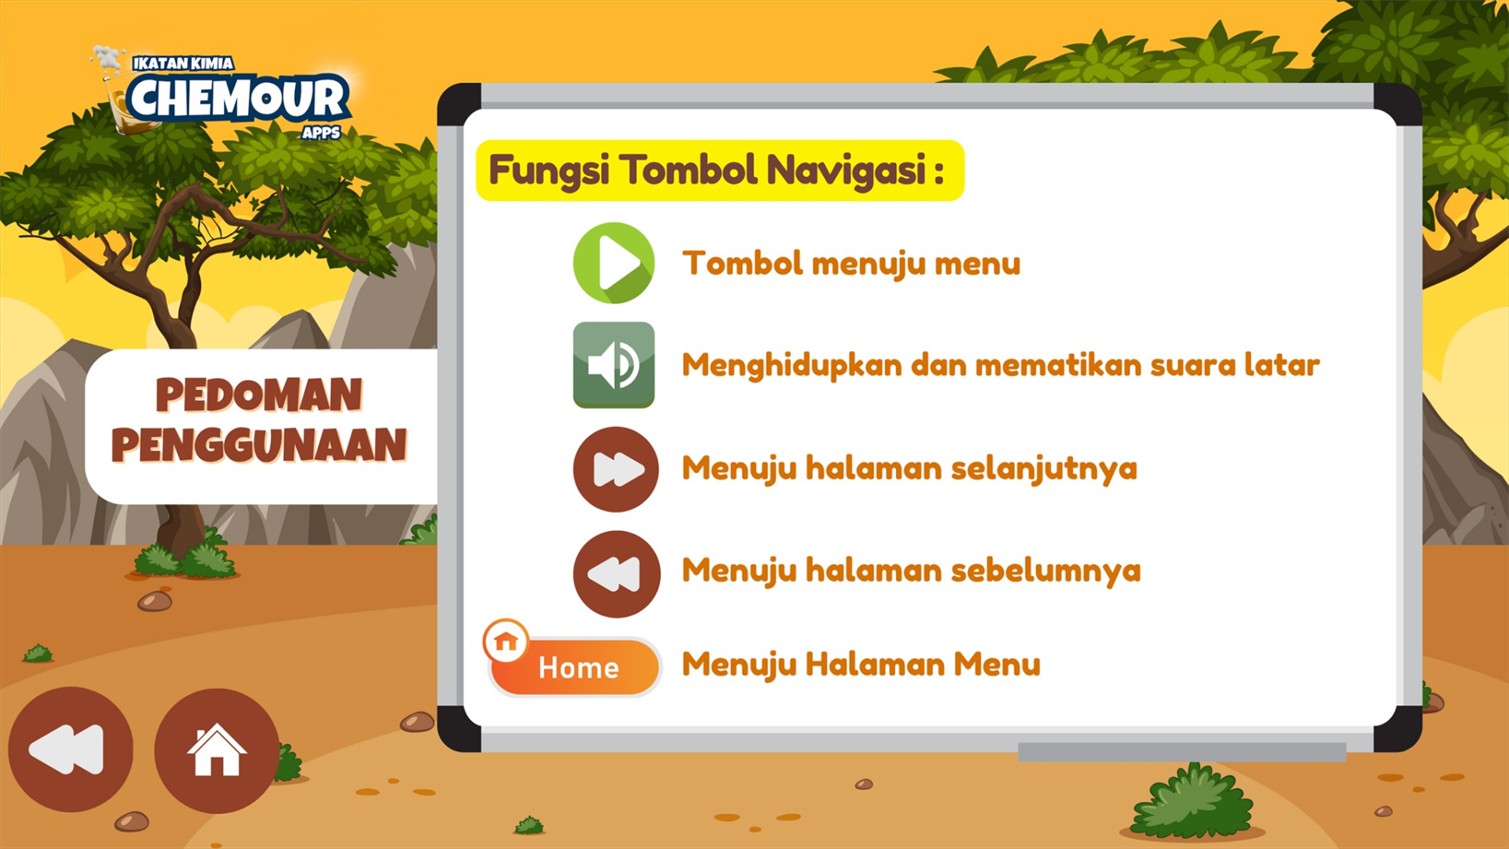 IKATAN KIMIA
CHEMOUR
APPS
PEDOMAN
PENGGUNAAN
Fungsi Tombol Navigasi :
Tombol menuju menu
Menghidupkan dan mematikan suara latar
Menuju halaman selanjutnya
Menuju halaman sebelumnya
Home
Menuju Halaman Menu